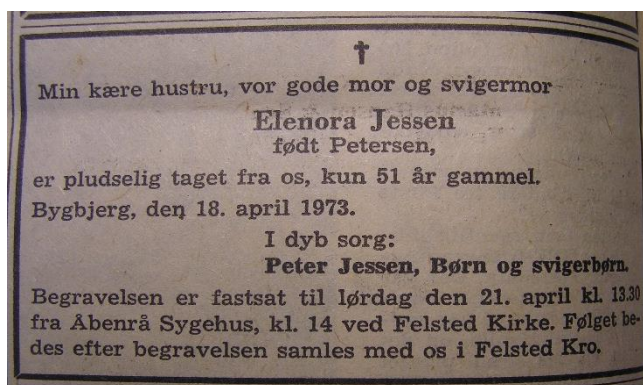 Min kære hustru, vor gode mor og svigermor
Elenora Jessen
født Petersen,
er pludselig taget fra os, kun 51 år gammel.
Bygbjerg, den 18. april 1973.
I dyb sorg:
Peter Jessen, Børn og svigerbørn.
Begravelsen er fastsat til lørdag den 21. april kl. 13.30
fra Åbenrå Sygehus, kl. 14 ved Felsted Kirke. Følget be-
des efter begravelsen samles med os i Felsted Kro.